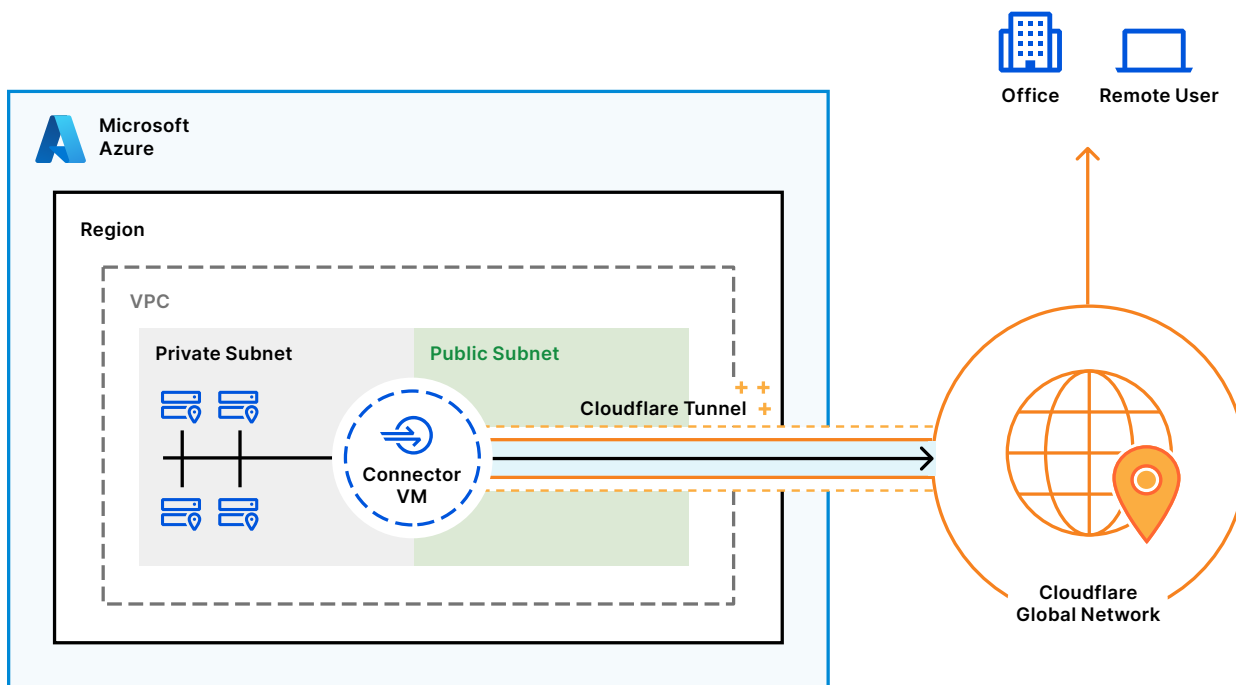 Office
Remote User
Microsoft
Azure
Region
VPC
Private Subnet
Public Subnet
Cloudflare Tunnel
Connector
VM
Cloudflare
Global Network